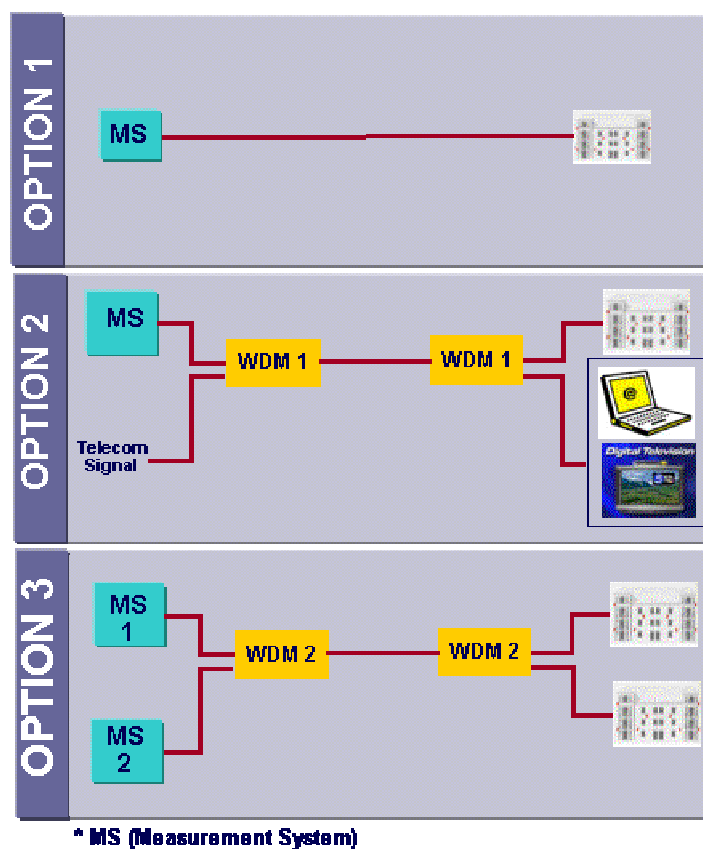 OPTION 1
MS
OPTION 2
MS
WDM 1
WDM 1
Telecom
Signal
@
Digital Television
OPTION 3
MS
1
WDM 2
WDM 2
MS
2
* MS (Measurement System)